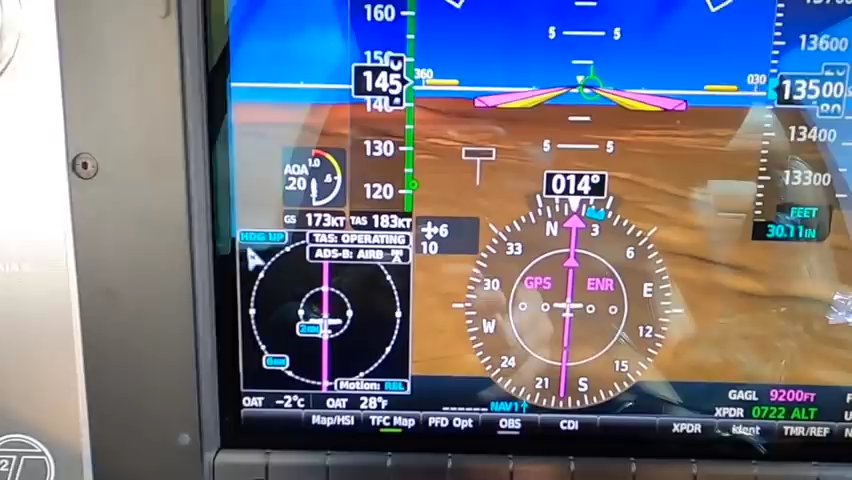 160
13700
5 5
13600
150
360
145
030
13500
80
140
13400
130
5 5
AOA
.20
1.0
.5
014°
13300
120
FEET
30.11IN
GS 173KT TAS 183KT
6
10
HDG UP
TAS: OPERATING
ADS-B: AIRB
N
3
33
6
30
GPS ENR
E
2NM
W
12
24
15
6NM
21
S
Motion: REL
OAT -2°C OAT 28°F
NAV1
GAGL 9200FT
XPDR 0722 ALT
Map/HSI
TFC Map
PFD Opt
OBS
CDI
XPDR
Ident
TMR/REF